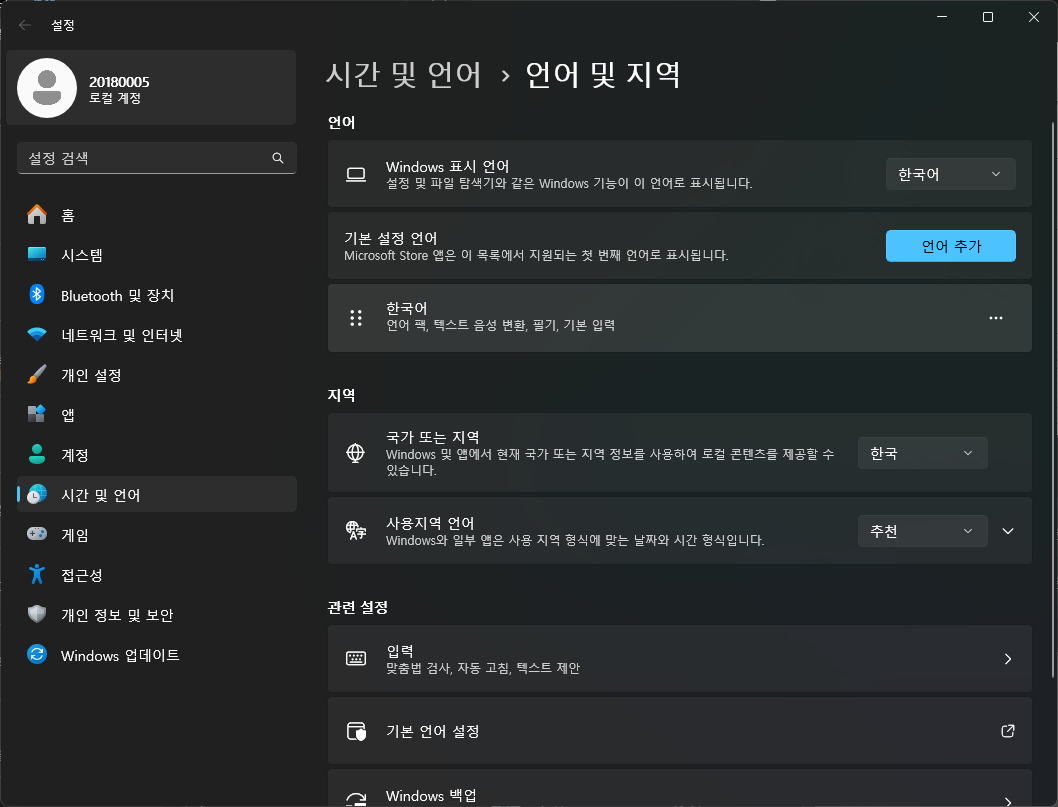 설정
20180005
로컬 계정
설정 검색
홈
시스템
Bluetooth 및 장치
네트워크 및 인터넷
개인 설정
앱
계정
시간 및 언어
게임
접근성
개인 정보 및 보안
Windows 업데이트
시간 및 언어 › 언어 및 지역
언어
Windows 표시 언어
설정 및 파일 탐색기와 같은 Windows 기능이 이 언어로 표시됩니다.
한국어
기본 설정 언어
Microsoft Store 앱은 이 목록에서 지원되는 첫 번째 언어로 표시됩니다.
언어 추가
한국어
언어 팩, 텍스트 음성 변환, 필기, 기본 입력
지역
국가 또는 지역
Windows 및 앱에서 현재 국가 또는 지역 정보를 사용하여 로컬 콘텐츠를 제공할 수
있습니다.
한국
사용지역 언어
Windows와 일부 앱은 사용 지역 형식에 맞는 날짜와 시간 형식입니다.
추천
관련 설정
입력
맞춤법 검사, 자동 고침, 텍스트 제안
기본 언어 설정
Windows 백업